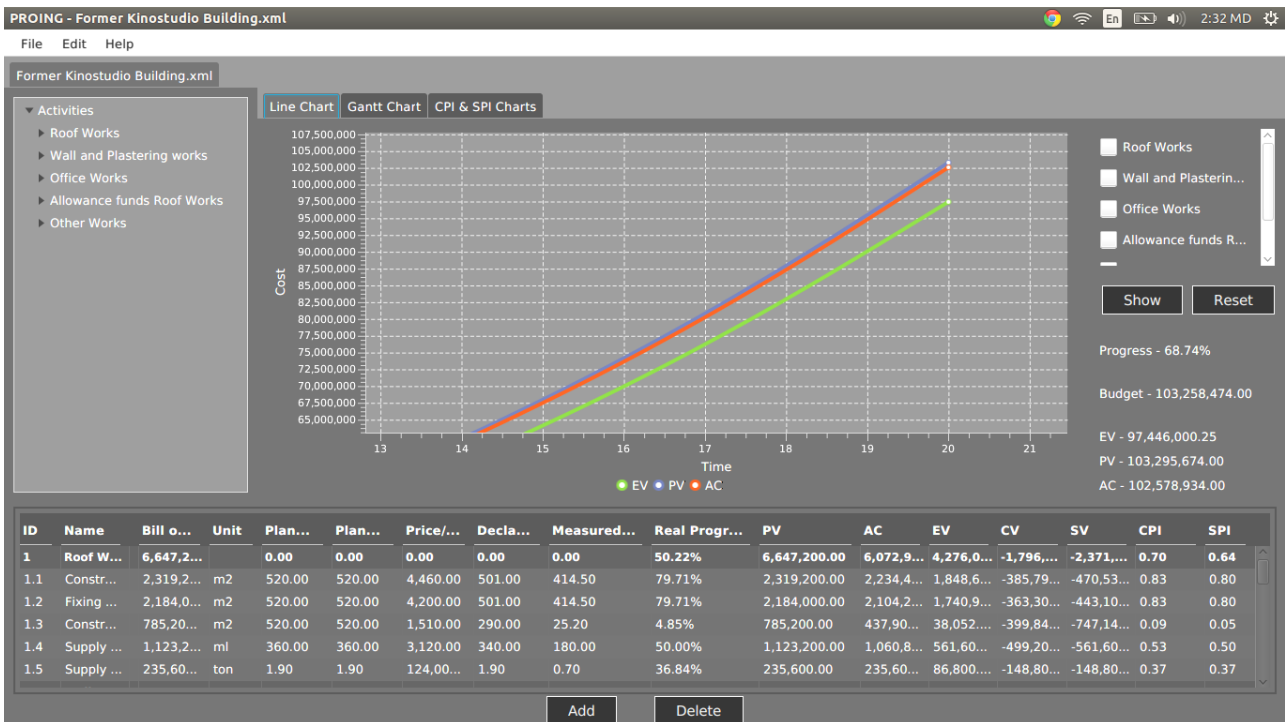 PROING - Former Kinostudio Building.xml En 2:32 MD
File Edit Help
Former Kinostudio Building.xml
Activities
Roof Works
Wall and Plastering works
Office Works
Allowance funds Roof Works
Other Works
Line Chart Gantt Chart CPI & SPI Charts
107,500,000
105,000,000
102,500,000
100,000,000
97,500,000
95,000,000
92,500,000
90,000,000
87,500,000
85,000,000
82,500,000
80,000,000
77,500,000
75,000,000
72,500,000
70,000,000
67,500,000
65,000,000
Cost
13 14 15 16 17 18 19 20 21
Time
EV PV AC
Roof Works
Wall and Plasterin...
Office Works
Allowance funds R...
Show Reset
Progress - 68.74%
Budget - 103,258,474.00
EV - 97,446,000.25
PV - 103,295,674.00
AC - 102,578,934.00
ID Name Bill o... Unit Plan... Plan... Price/... Decla... Measured... Real Progr... PV AC EV CV SV CPI SPI
1 Roof W... 6,647,2... 0.00 0.00 0.00 0.00 0.00 50.22% 6,647,200.00 6,072,9... 4,276,0... -1,796,... -2,371,... 0.70 0.64
1.1 Constr... 2,319,2... m2 520.00 520.00 4,460.00 501.00 414.50 79.71% 2,319,200.00 2,234,4... 1,848,6... -385,79... -470,53... 0.83 0.80
1.2 Fixing ... 2,184,0... m2 520.00 520.00 4,200.00 501.00 414.50 79.71% 2,184,000.00 2,104,2... 1,740,9... -363,30... -443,10... 0.83 0.80
1.3 Constr... 785,20... m2 520.00 520.00 1,510.00 290.00 25.20 4.85% 785,200.00 437,90... 38,052.... -399,84... -747,14... 0.09 0.05
1.4 Supply ... 1,123,2... ml 360.00 360.00 3,120.00 340.00 180.00 50.00% 1,123,200.00 1,060,8... 561,60... -499,20... -561,60... 0.53 0.50
1.5 Supply ... 235,60... ton 1.90 1.90 124,00... 1.90 0.70 36.84% 235,600.00 235,60... 86,800.... -148,80... -148,80... 0.37 0.37
Add Delete